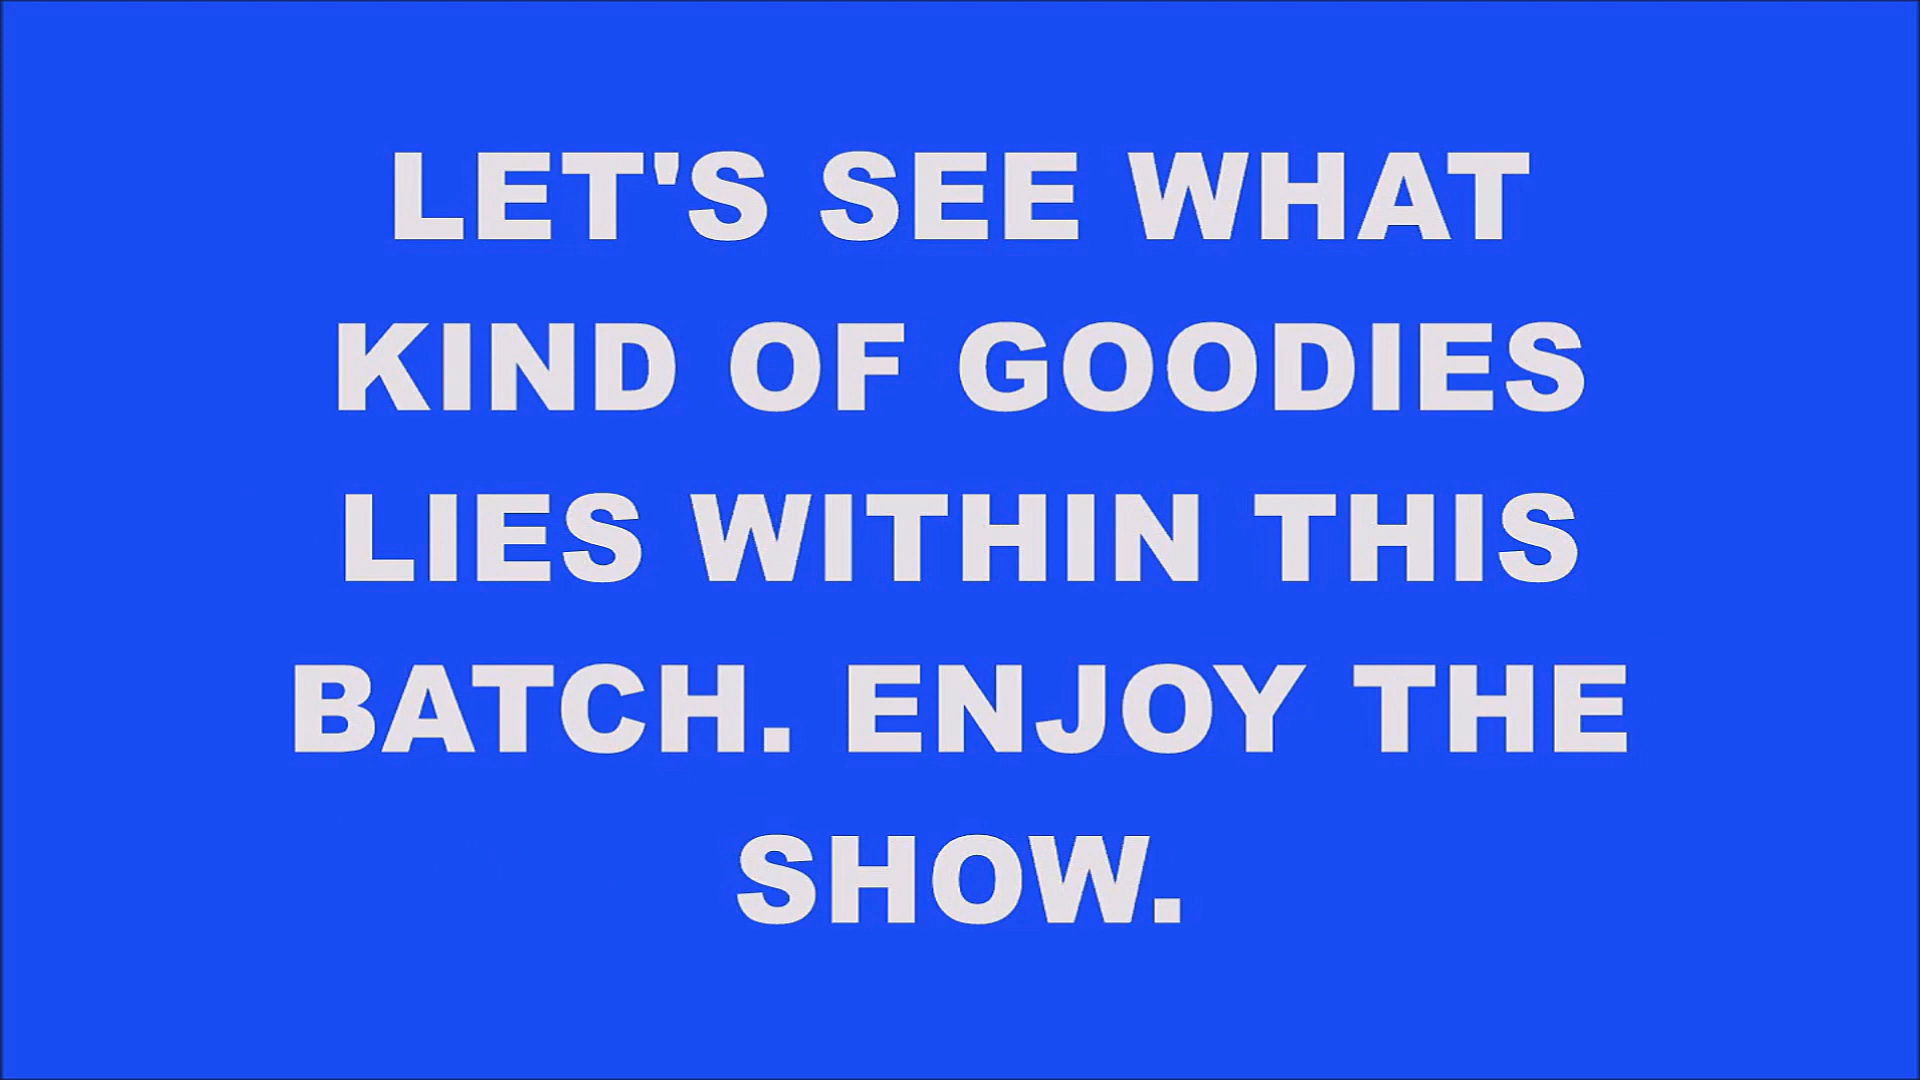 LET'S SEE WHAT
KIND OF GOODIES
LIES WITHIN THIS
BATCH. ENJOY THE
SHOW.